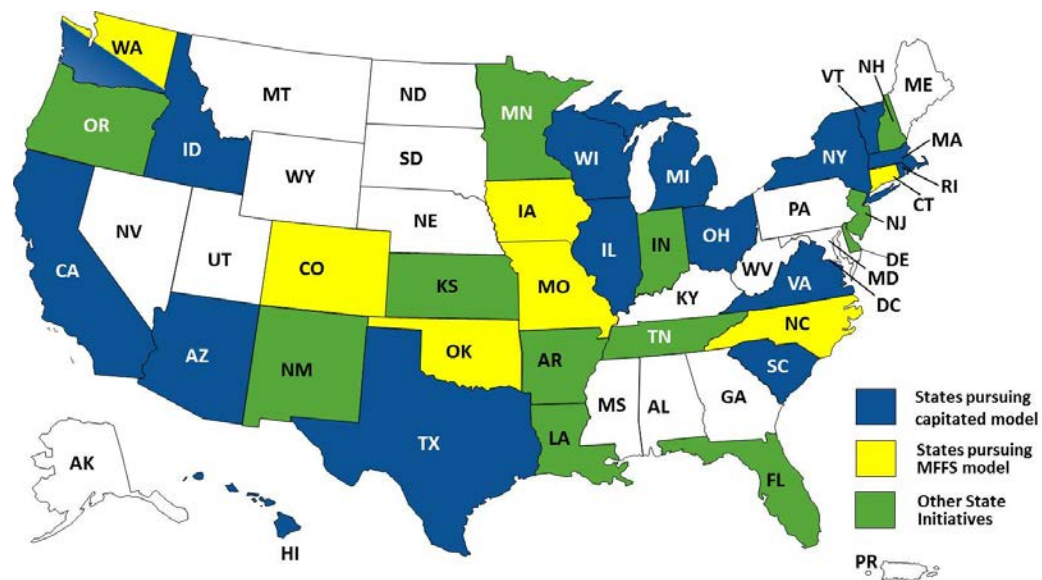 WA
MT
ND
MN
VT
NH
ME
OR
ID
SD
WI
MI
NY
MA
RI
CT
WY
NE
IA
PA
NJ
NV
UT
CO
IL
IN
OH
DE
MD
DC
CA
KS
MO
WV
VA
KY
AZ
NM
OK
AR
TN
NC
SC
MS
AL
GA
TX
LA
FL
AK
HI
PR
States pursuing
capitated model
States pursuing
MFFS model
Other State
Initiatives